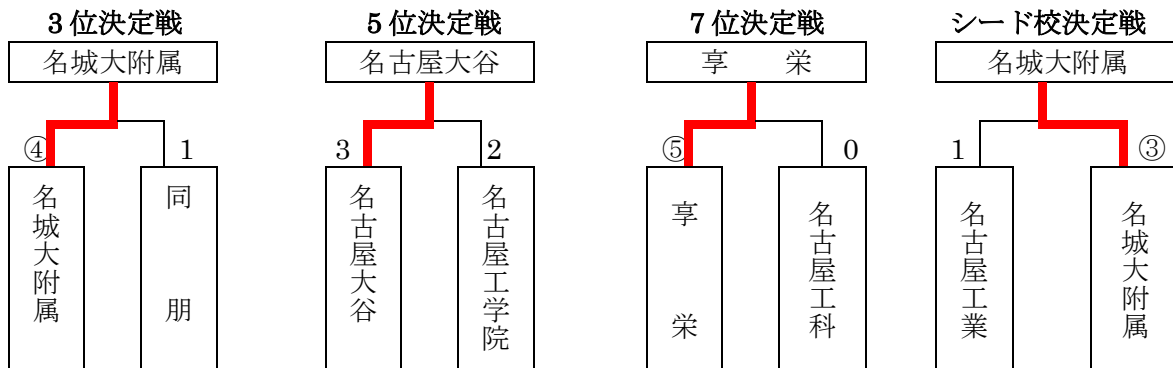 3位決定戦
名城大附属
④
1
名城大附属
同朋
5位決定戦
名古屋大谷
3
2
名古屋大谷
名古屋工学院
7位決定戦
享　栄
⑤
0
享栄
名古屋工科
シード校決定戦
名城大附属
1
③
名古屋工業
名城大附属